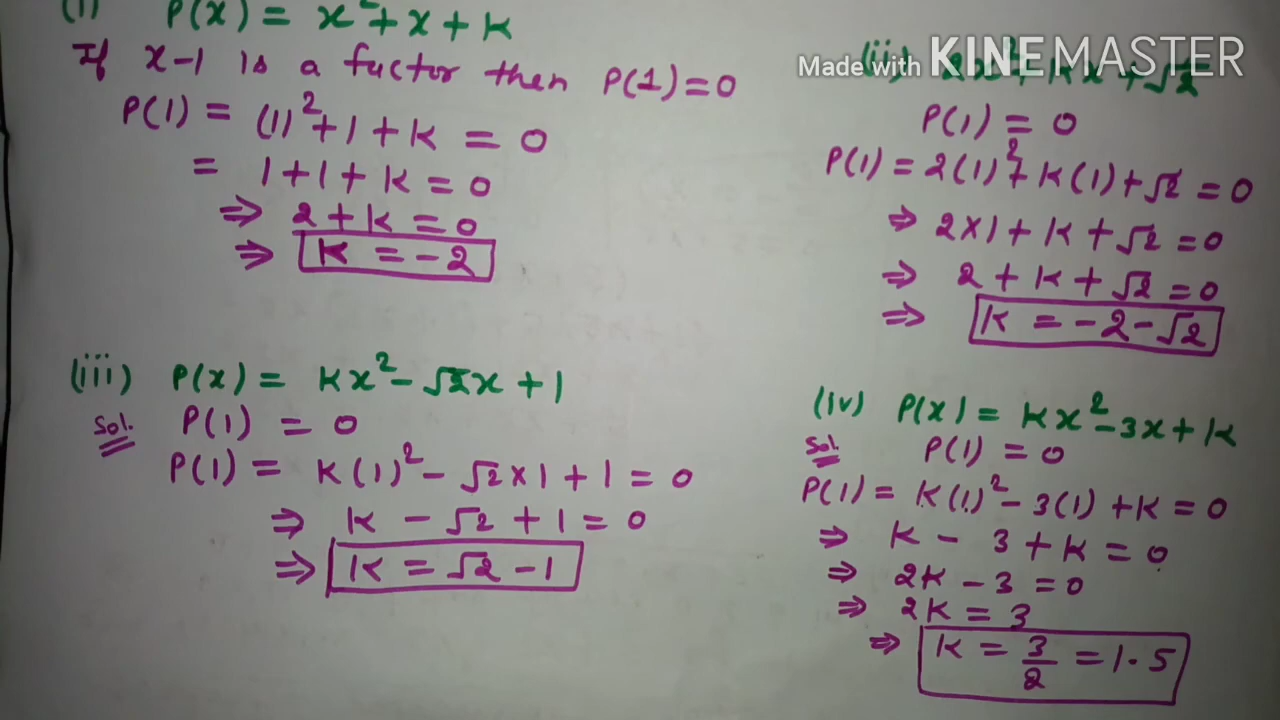 (i) P(x) = x² + x + k
If x-1 is a factor then P(1) = 0
P(1) = (1)² + 1 + k = 0
= 1 + 1 + k = 0
⇒ 2 + k = 0
⇒ k = -2
Made with KINEMASTER
(ii) 2x² + kx + √2
P(1) = 0
P(1) = 2(1)² + k(1) + √2 = 0
⇒ 2×1 + k + √2 = 0
⇒ 2 + k + √2 = 0
⇒ k = -2-√2
(iii) P(x) = kx² - √2x + 1
Sol. P(1) = 0
P(1) = k(1)² - √2×1 + 1 = 0
⇒ k - √2 + 1 = 0
⇒ k = √2 - 1
(iv) P(x) = kx² - 3x + k
Sol. P(1) = 0
P(1) = k(1)² - 3(1) + k = 0
⇒ k - 3 + k = 0
⇒ 2k - 3 = 0
⇒ 2k = 3
⇒ k = 3/2 = 1.5